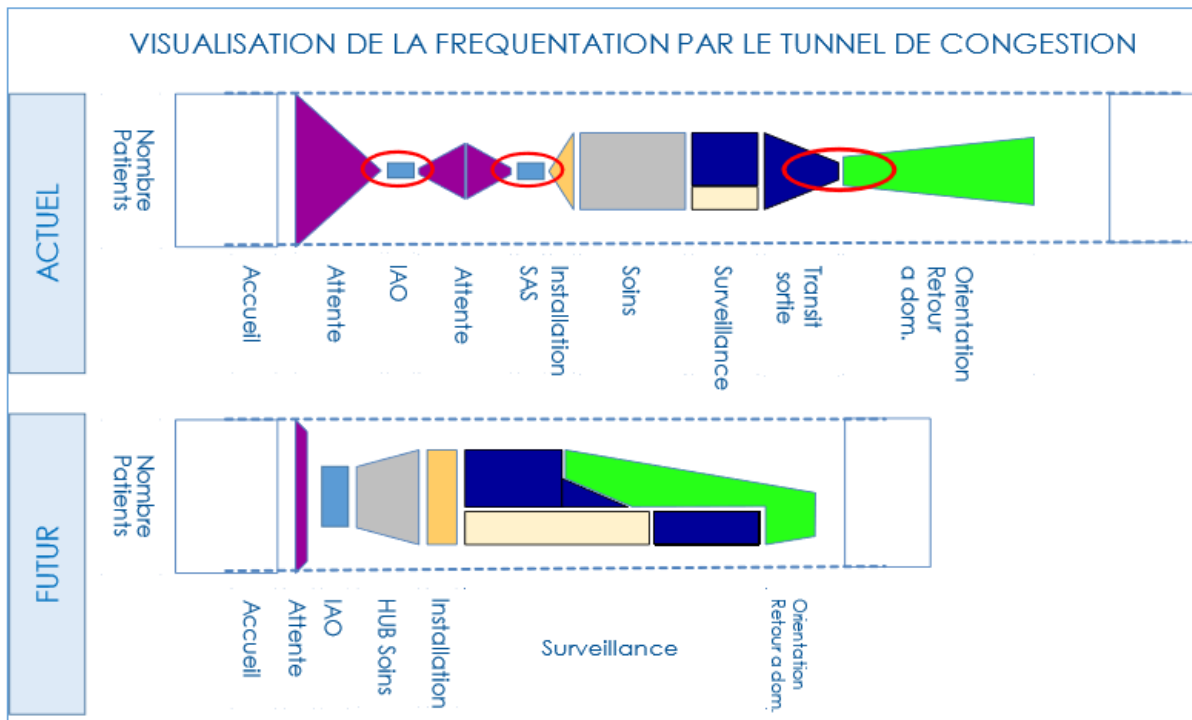 VISUALISATION DE LA FREQUENTATION PAR LE TUNNEL DE CONGESTION
ACTUEL
Nombre
Patients
Accueil
Attente
IAO
Attente
SAS
Installation
Soins
Surveillance
Transit
sortie
Orientation
Retour
a dom.
FUTUR
Nombre
Patients
Accueil
Attente
IAO
HUB Soins
Installation
Surveillance
Orientation
Retour a dom.